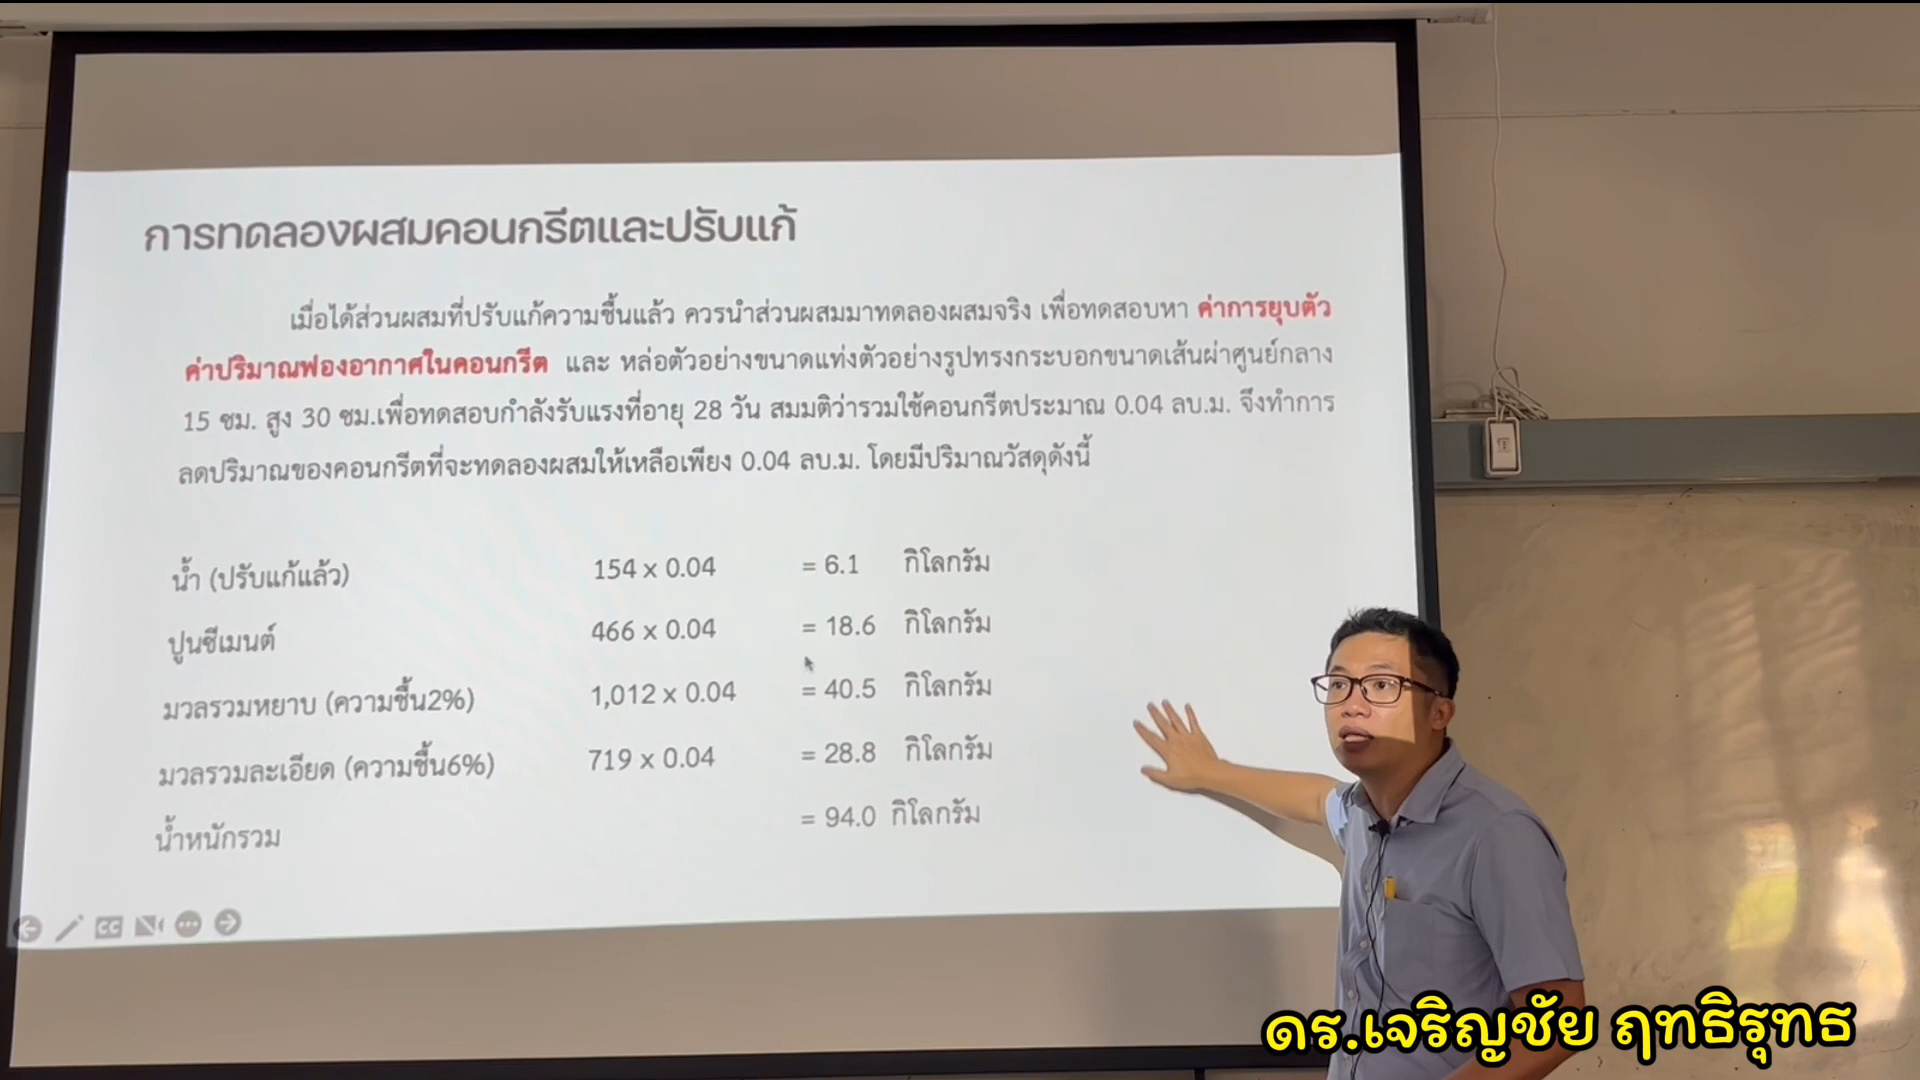 การทดลองผสมคอนกรีตและปรับแก้
เมื่อได้ส่วนผสมที่ปรับแก้ความชื้นแล้ว ควรนำส่วนผสมมาทดลองผสมจริง เพื่อทดสอบหา ค่าการยุบตัว
ค่าปริมาณฟองอากาศในคอนกรีต และ หล่อตัวอย่างขนาดแท่งตัวอย่างรูปทรงกระบอกขนาดเส้นผ่าศูนย์กลาง
15 ซม. สูง 30 ซม.เพื่อทดสอบกำลังรับแรงที่อายุ 28 วัน สมมติว่ารวมใช้คอนกรีตประมาณ 0.04 ลบ.ม. จึงทำการ
ลดปริมาณของคอนกรีตที่จะทดลองผสมให้เหลือเพียง 0.04 ลบ.ม. โดยมีปริมาณวัสดุดังนี้
น้ำ (ปรับแก้แล้ว) 154 x 0.04 = 6.1 กิโลกรัม
ปูนซีเมนต์ 466 x 0.04 = 18.6 กิโลกรัม
มวลรวมหยาบ (ความชื้น2%) 1,012 x 0.04 = 40.5 กิโลกรัม
มวลรวมละเอียด (ความชื้น6%) 719 x 0.04 = 28.8 กิโลกรัม
น้ำหนักรวม = 94.0 กิโลกรัม
CC
ดร.เจริญชัย ฤทธิรุทธ